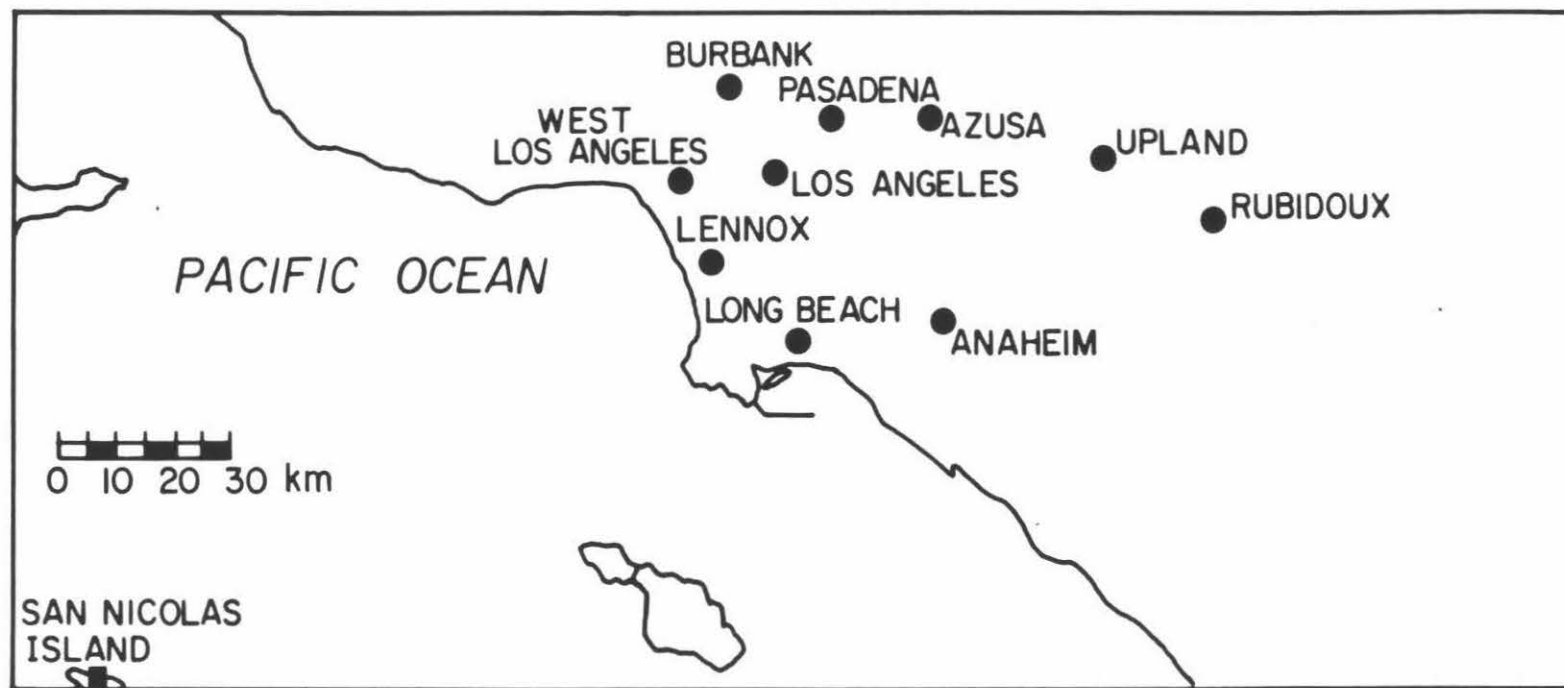 BURBANK
PASADENA
AZUSA
WEST
LOS ANGELES
UPLAND
LOS ANGELES
RUBIDOUX
LENNOX
PACIFIC OCEAN
LONG BEACH
ANAHEIM
0 10 20 30 km
SAN NICOLAS
ISLAND